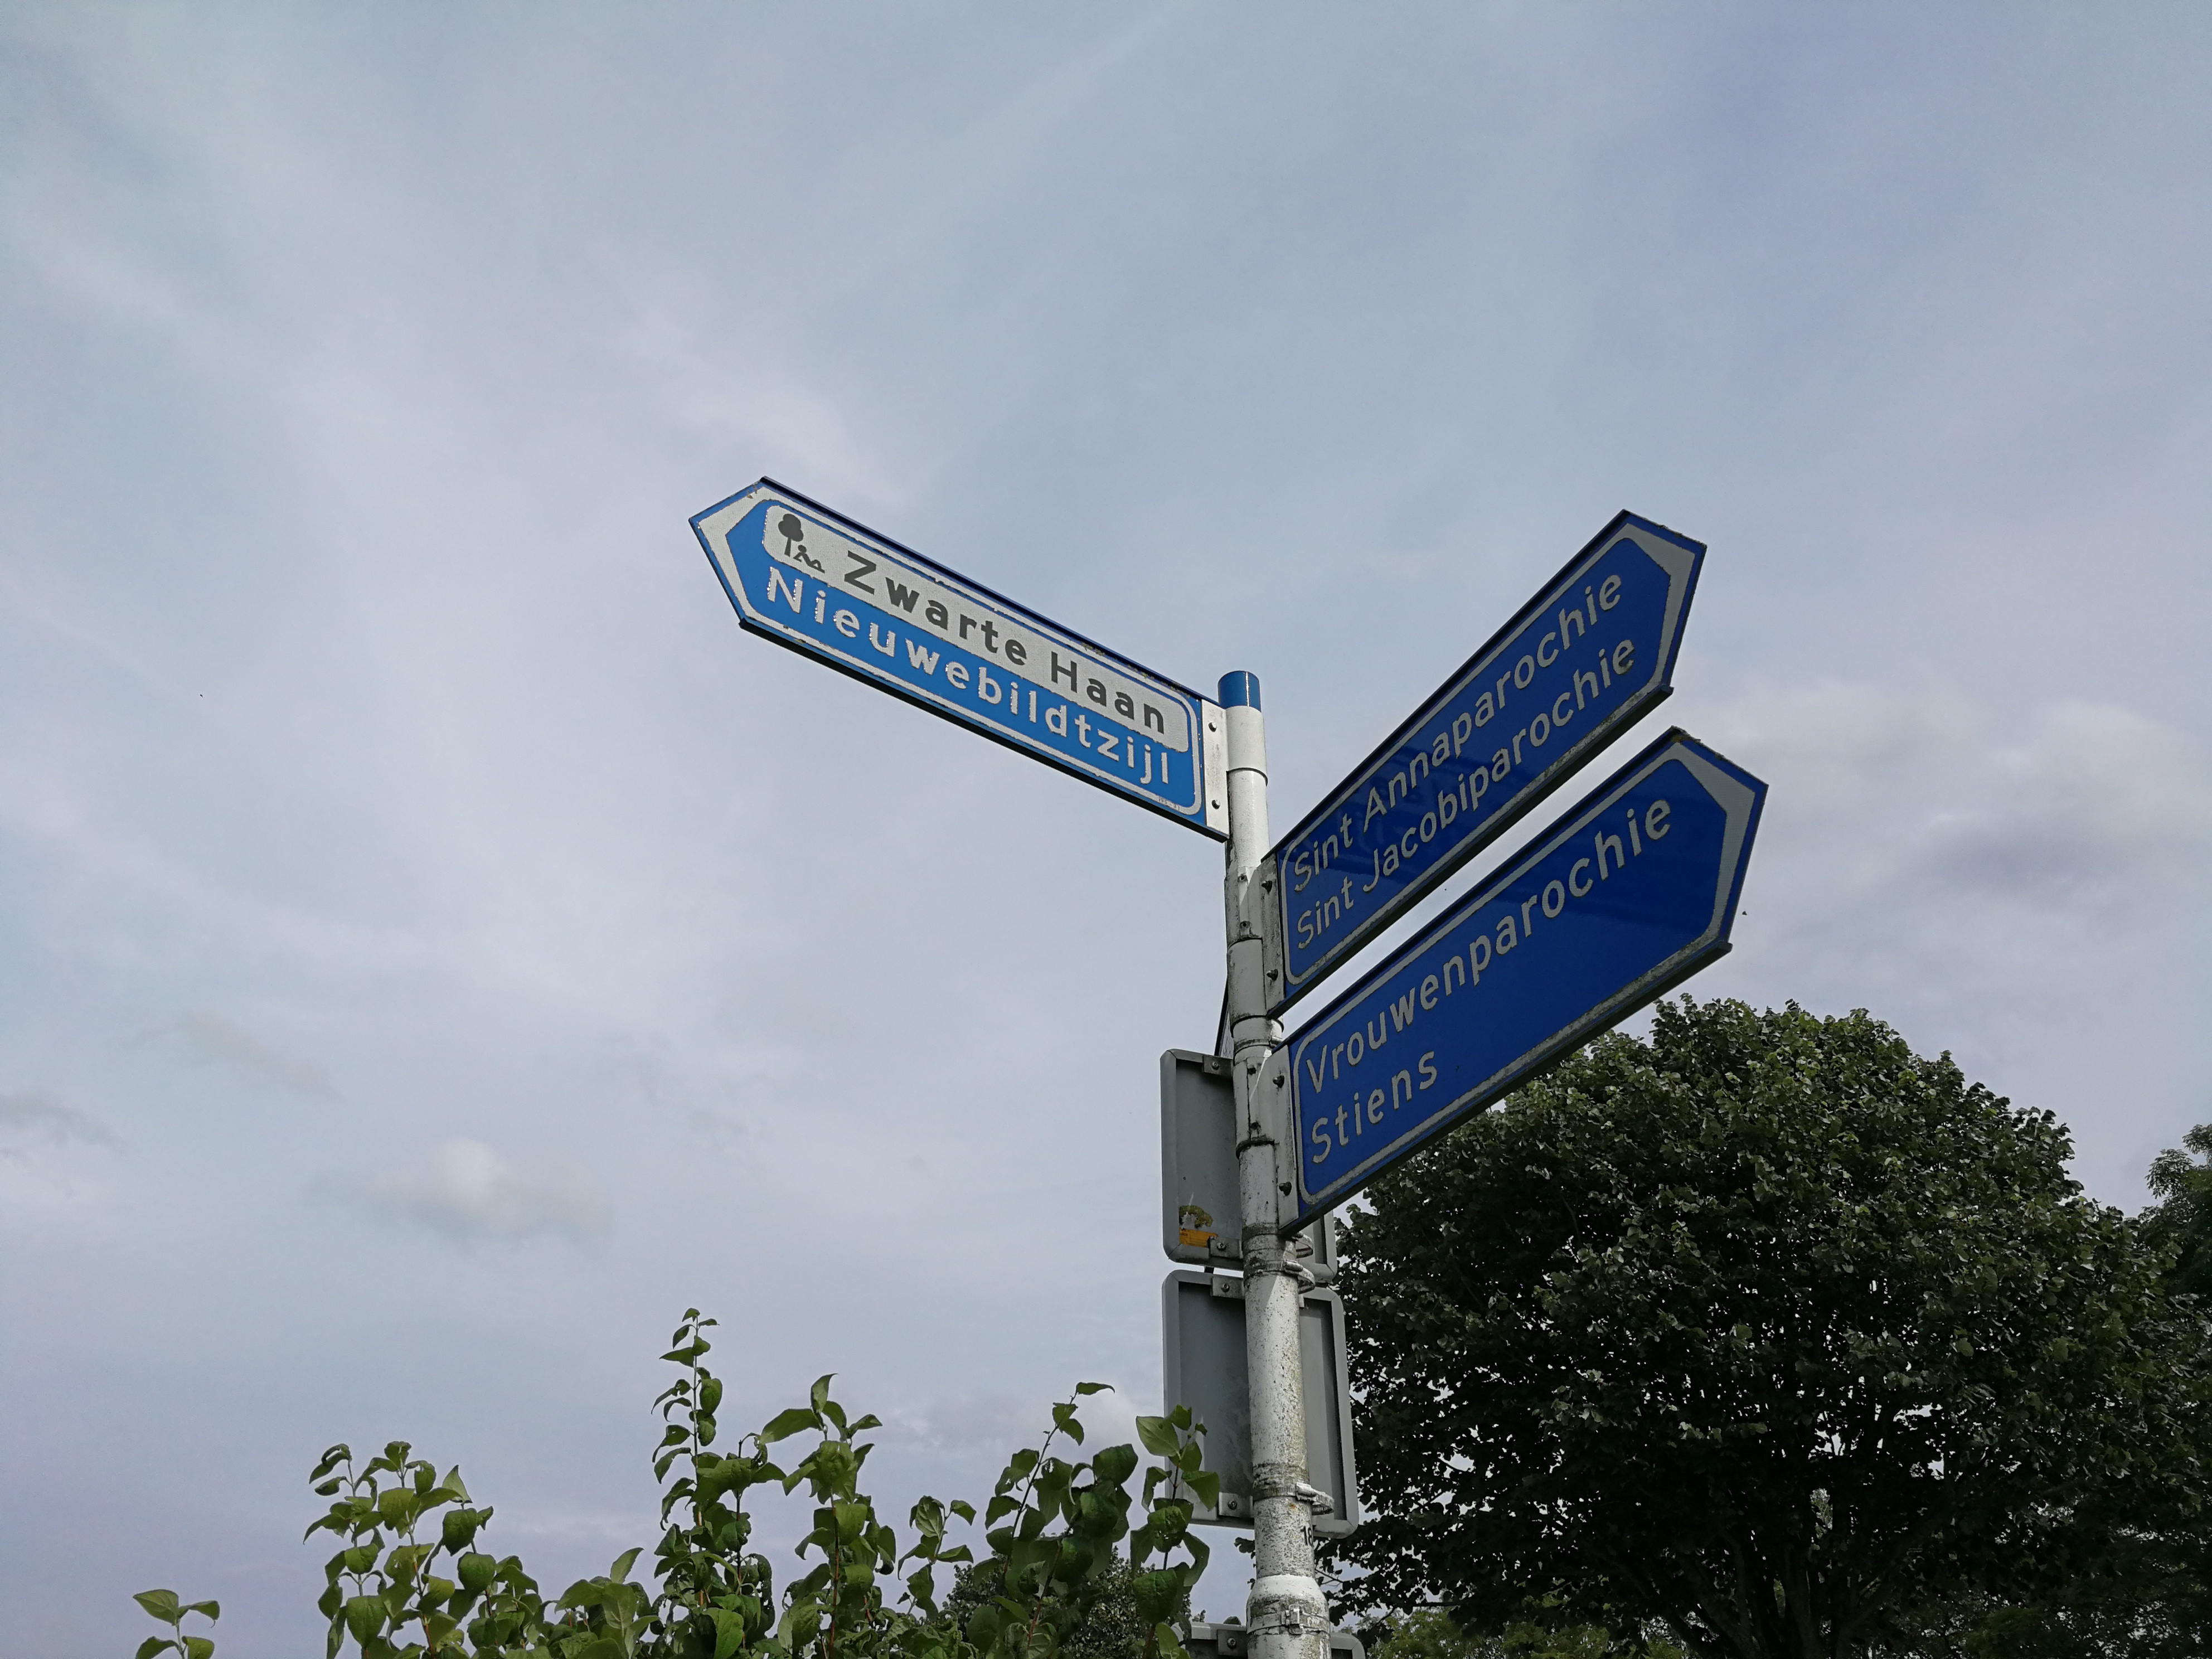 Zwarte Haan
Nieuwebildtzijl
Sint Annaparochie
Sint Jacobiparochie
Vrouwenparochie
Stiens